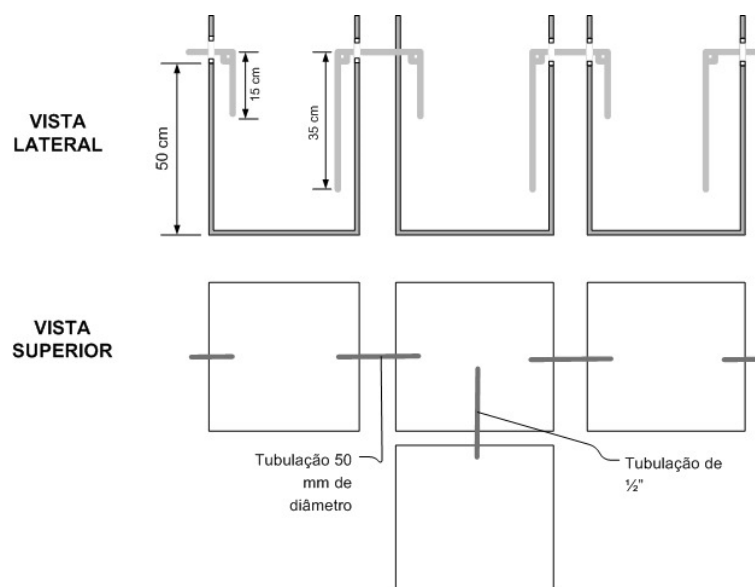 VISTA
LATERAL
50 cm
15 cm
35 cm
VISTA
SUPERIOR
Tubulação 50
mm de
diâmetro
Tubulação de
½”